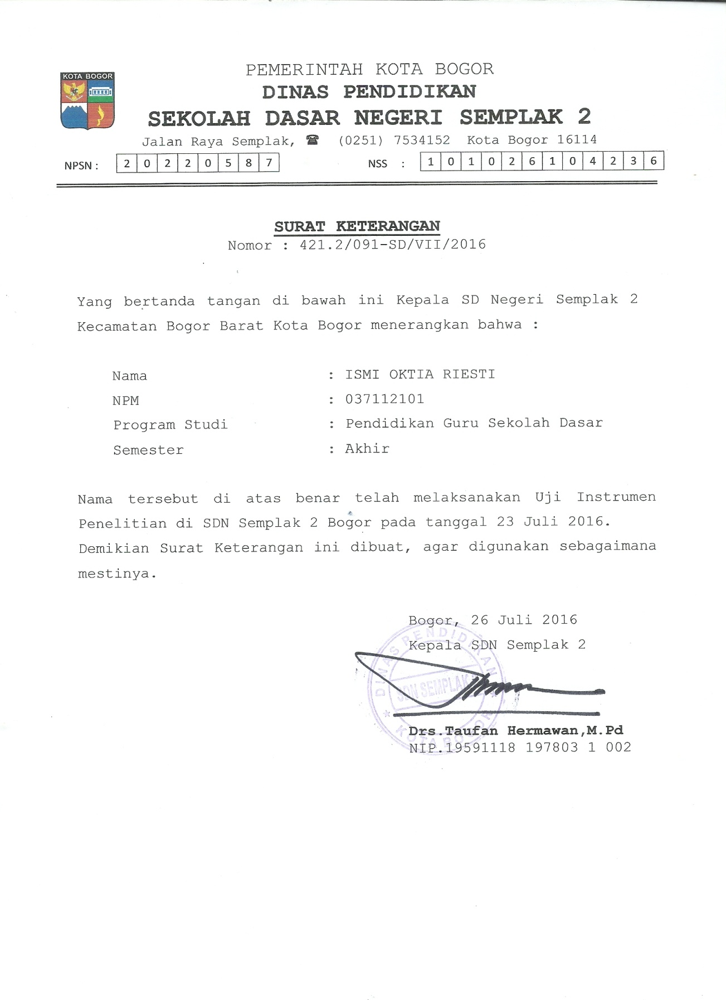 KOTA BOGOR
PEMERINTAH KOTA BOGOR
DINAS PENDIDIKAN
SEKOLAH DASAR NEGERI SEMPLAK 2
Jalan Raya Semplak, ☎ (0251) 7534152 Kota Bogor 16114
NPSN : 2 0 2 2 0 5 8 7 NSS : 1 0 1 0 2 6 1 0 4 2 3 6
SURAT KETERANGAN
Nomor : 421.2/091-SD/VII/2016
Yang bertanda tangan di bawah ini Kepala SD Negeri Semplak 2
Kecamatan Bogor Barat Kota Bogor menerangkan bahwa :
Nama : ISMI OKTIA RIESTI
NPM : 037112101
Program Studi : Pendidikan Guru Sekolah Dasar
Semester : Akhir
Nama tersebut di atas benar telah melaksanakan Uji Instrumen
Penelitian di SDN Semplak 2 Bogor pada tanggal 23 Juli 2016.
Demikian Surat Keterangan ini dibuat, agar digunakan sebagaimana
mestinya.
Bogor, 26 Juli 2016
Kepala SDN Semplak 2
DINAS PENDIDIKAN
SDN SEMPLAK
KOTA BOGOR
Drs.Taufan Hermawan,M.Pd
NIP.19591118 197803 1 002